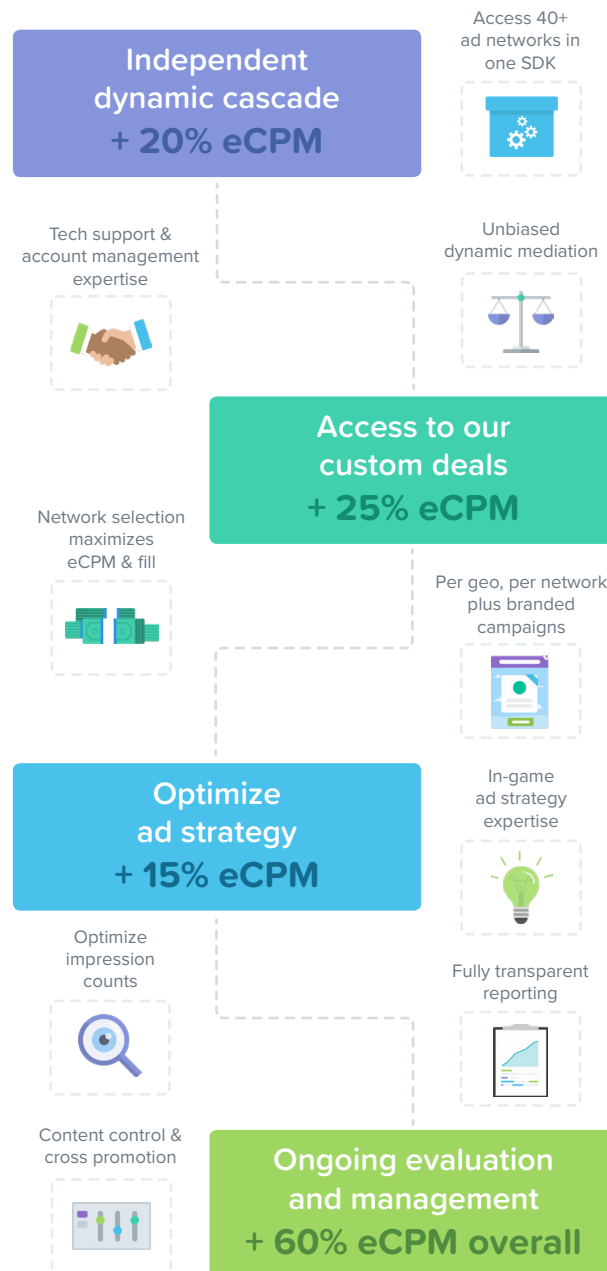 Access 40+
ad networks in
one SDK
Independent
dynamic cascade
+ 20% eCPM
Tech support &
account management
expertise
Unbiased
dynamic mediation
Access to our
custom deals
+ 25% eCPM
Network selection
maximizes
eCPM & fill
Per geo, per network
plus branded
campaigns
Optimize
ad strategy
+ 15% eCPM
In-game
ad strategy
expertise
Optimize
impression
counts
Fully transparent
reporting
Content control &
cross promotion
Ongoing evaluation
and management
+ 60% eCPM overall